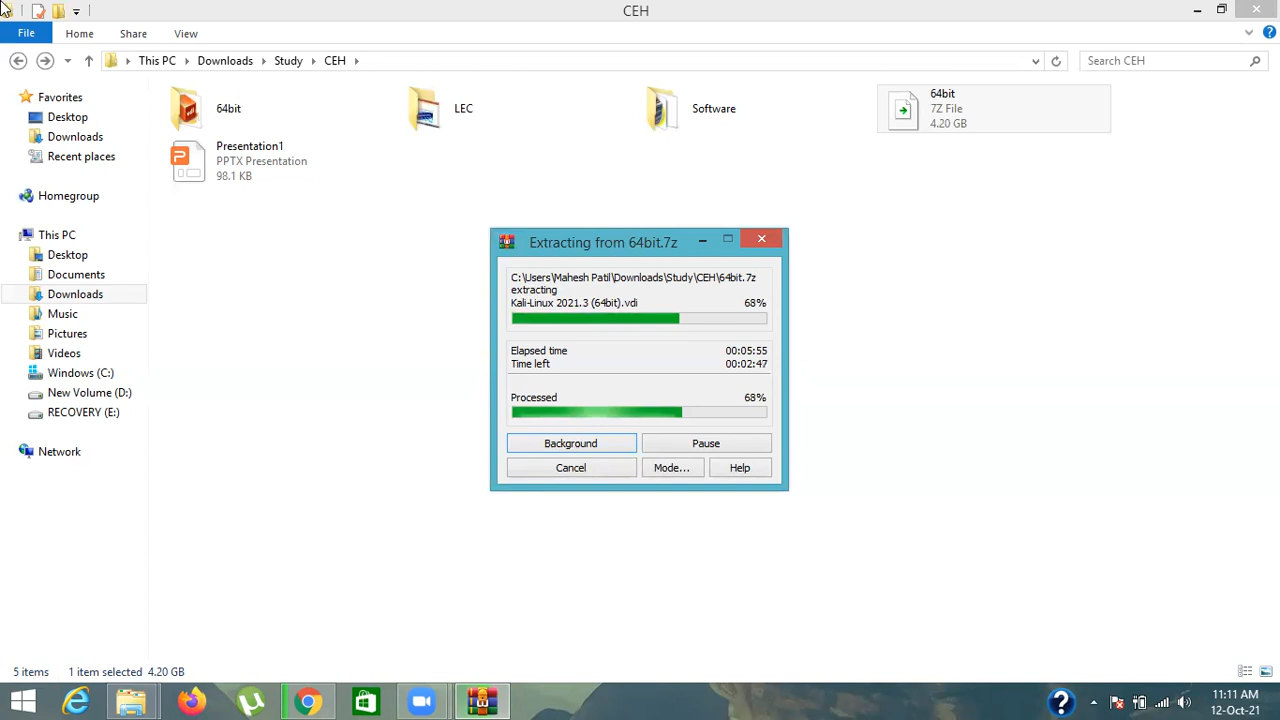 CEH
File Home Share View
This PC Downloads Study CEH
Search CEH
Favorites
Desktop
Downloads
Recent places
Homegroup
This PC
Desktop
Documents
Downloads
Music
Pictures
Videos
Windows (C:)
New Volume (D:)
RECOVERY (E:)
Network
64bit
LEC
Software
64bit
7Z File
4.20 GB
Presentation1
PPTX Presentation
98.1 KB
Extracting from 64bit.7z
C:\Users\Mahesh Patil\Downloads\Study\CEH\64bit.7z
extracting
Kali-Linux 2021.3 (64bit).vdi 68%
Elapsed time 00:05:55
Time left 00:02:47
Processed 68%
Background Pause
Cancel Mode... Help
5 items 1 item selected 4.20 GB
11:11 AM
12-Oct-21